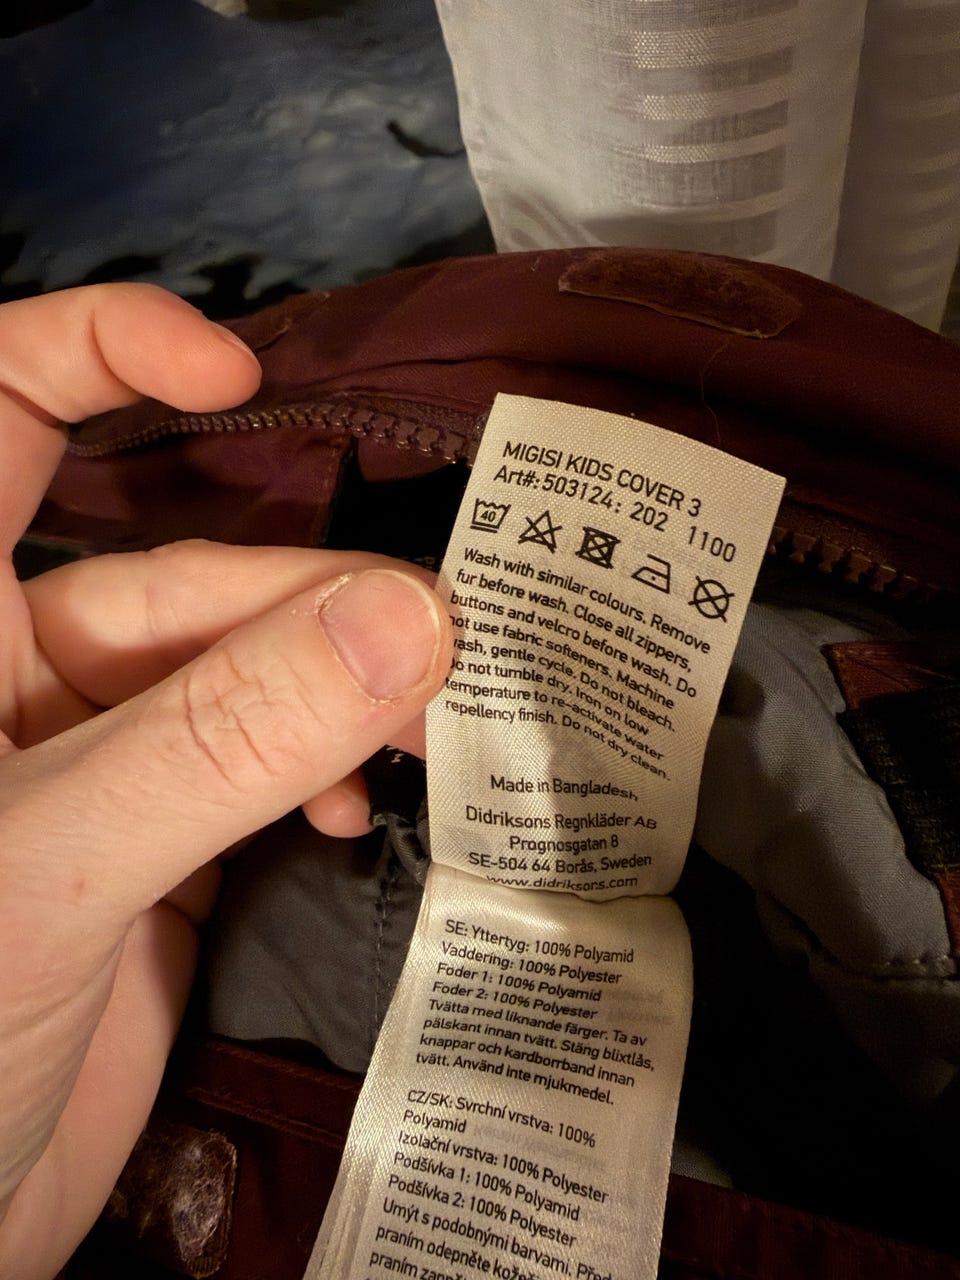 MIGISI KIDS COVER 3
Art#: 503124: 202 1100
40
Wash with similar colours. Remove
fur before wash. Close all zippers,
buttons and velcro before wash. Do
not use fabric softeners. Machine
wash, gentle cycle. Do not bleach.
Do not tumble dry. Iron on low
temperature to re-activate water
repellency finish. Do not dry clean.
Made in Bangladesh
Didriksons Regnkläder AB
Prognosgatan 8
SE-504 64 Borås, Sweden
www.didriksons.com
SE: Yttertyg: 100% Polyamid
Vaddering: 100% Polyester
Foder 1: 100% Polyamid
Foder 2: 100% Polyester
Tvätta med liknande färger. Ta av
pälskant innan tvätt. Stäng blixtlås,
knappar och kardborrband innan
tvätt. Använd inte mjukmedel.
CZ/SK: Svrchní vrstva: 100%
Polyamid
Izolační vrstva: 100% Polyester
Podšívka 1: 100% Polyamid
Podšívka 2: 100% Polyester
Umýt s podobnými barvami. Před
praním odepněte
praním